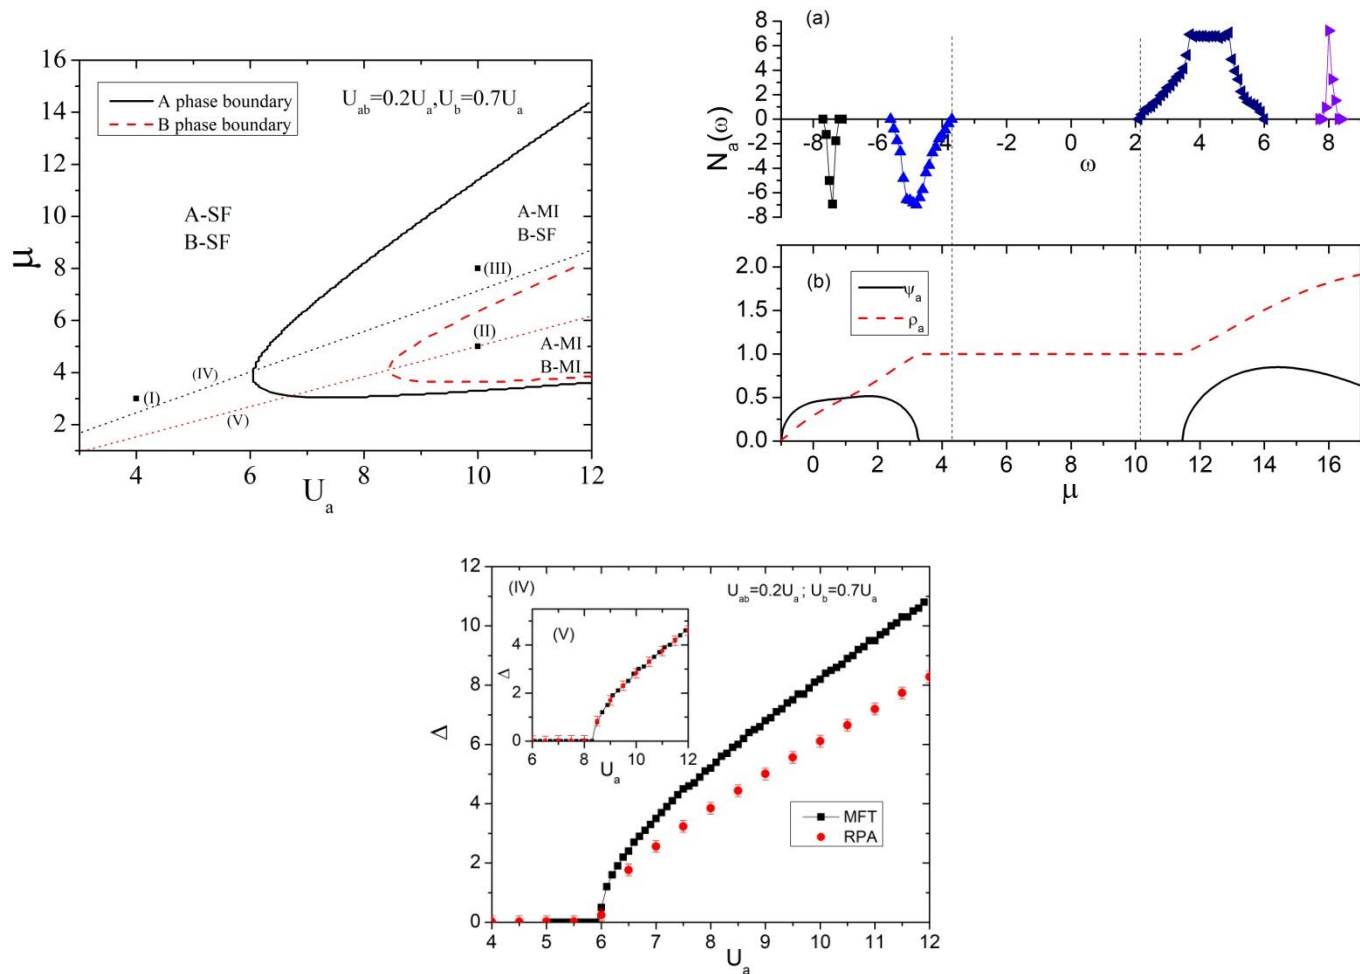 A phase boundary
B phase boundary
U_ab=0.2U_a,U_b=0.7U_a
A-SF
B-SF
A-MI
B-SF
(III)
(II)
A-MI
B-MI
(IV)
(I)
(V)
16
14
12
10
8
6
4
2
μ
4 6 8 10 12
U_a
(a)
8
6
4
2
0
-2
-4
-6
-8
N_a(ω)
-8 -6 -4 -2 0 2 4 6 8
ω
(b)
ψ_a
ρ_a
2.0
1.5
1.0
0.5
0.0
0 2 4 6 8 10 12 14 16
μ
(IV)
U_ab=0.2U_a ; U_b=0.7U_a
(V)
4
2
0
Δ
6 8 10 12
U_a
MFT
RPA
12
10
8
6
4
2
0
Δ
4 5 6 7 8 9 10 11 12
U_a